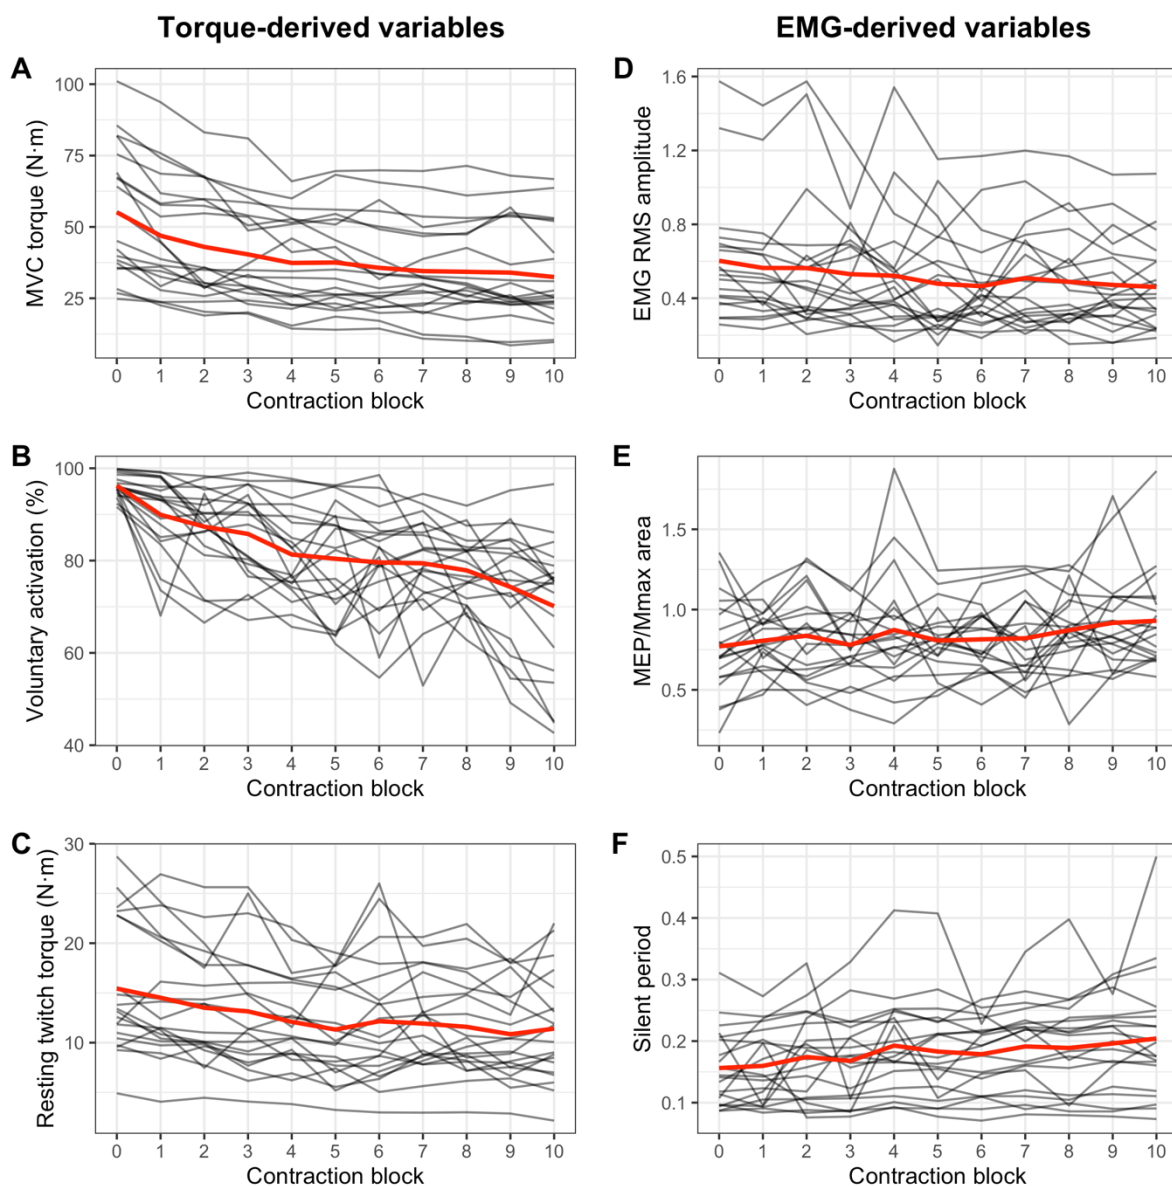 Torque-derived variables
EMG-derived variables
A
MVC torque (N·m)
100
75
50
25
0 1 2 3 4 5 6 7 8 9 10
Contraction block
D
EMG RMS amplitude
1.6
1.2
0.8
0.4
0 1 2 3 4 5 6 7 8 9 10
Contraction block
B
Voluntary activation (%)
100
80
60
40
0 1 2 3 4 5 6 7 8 9 10
Contraction block
E
MEP/Mmax area
1.5
1.0
0.5
0 1 2 3 4 5 6 7 8 9 10
Contraction block
C
Resting twitch torque (N·m)
30
20
10
0 1 2 3 4 5 6 7 8 9 10
Contraction block
F
Silent period
0.5
0.4
0.3
0.2
0.1
0 1 2 3 4 5 6 7 8 9 10
Contraction block